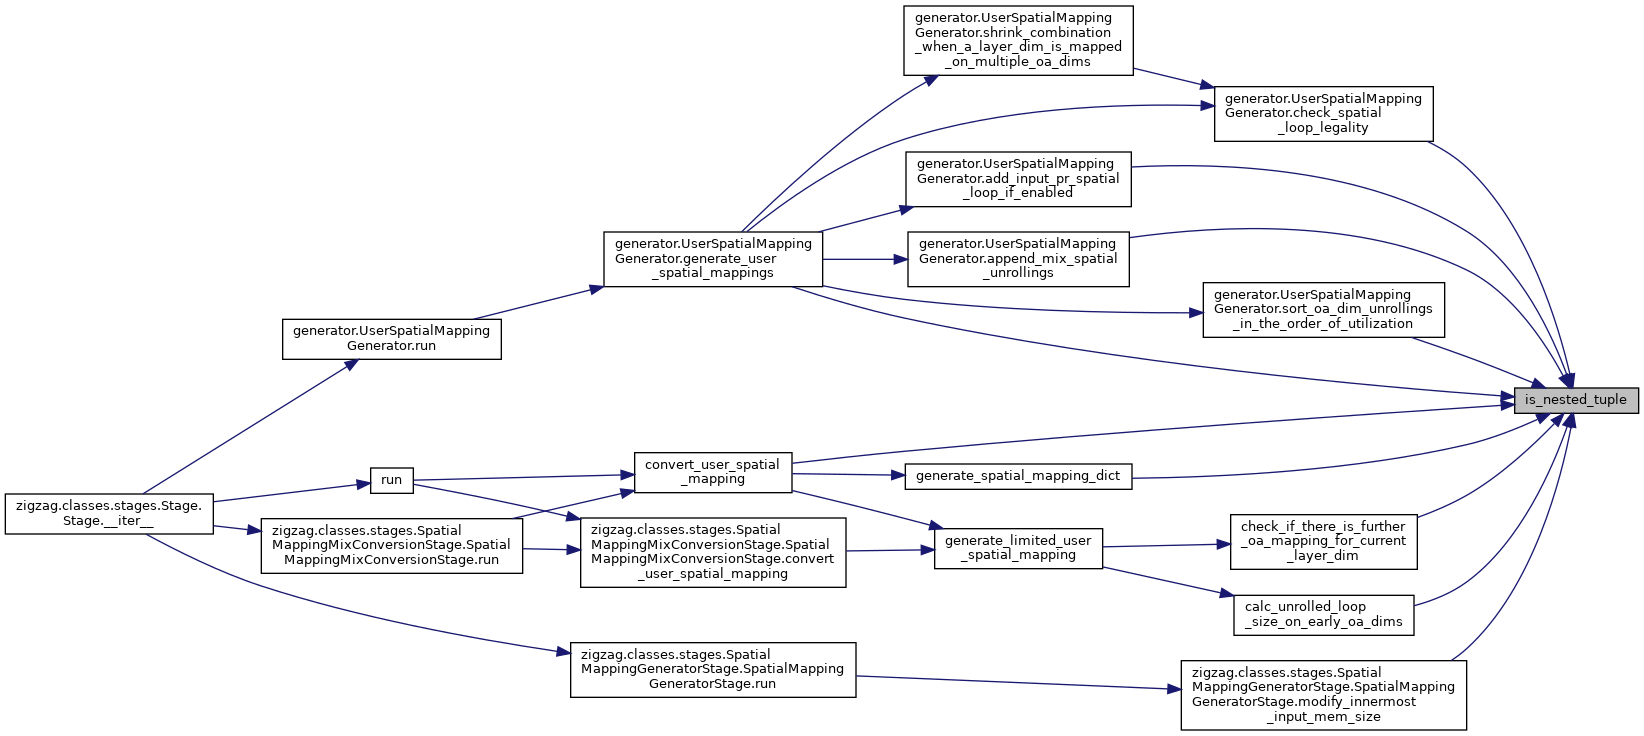 generator.UserSpatialMapping
Generator.shrink_combination
_when_a_layer_dim_is_mapped
_on_multiple_oa_dims
generator.UserSpatialMapping
Generator.check_spatial
_loop_legality
generator.UserSpatialMapping
Generator.add_input_pr_spatial
_loop_if_enabled
generator.UserSpatialMapping
Generator.generate_user
_spatial_mappings
generator.UserSpatialMapping
Generator.append_mix_spatial
_unrollings
generator.UserSpatialMapping
Generator.sort_oa_dim_unrollings
_in_the_order_of_utilization
generator.UserSpatialMapping
Generator.run
is_nested_tuple
convert_user_spatial
_mapping
generate_spatial_mapping_dict
run
zigzag.classes.stages.Stage.
Stage.__iter__
zigzag.classes.stages.Spatial
MappingMixConversionStage.Spatial
MappingMixConversionStage.run
zigzag.classes.stages.Spatial
MappingMixConversionStage.Spatial
MappingMixConversionStage.convert
_user_spatial_mapping
generate_limited_user
_spatial_mapping
check_if_there_is_further
_oa_mapping_for_current
_layer_dim
calc_unrolled_loop
_size_on_early_oa_dims
zigzag.classes.stages.Spatial
MappingGeneratorStage.SpatialMapping
GeneratorStage.run
zigzag.classes.stages.Spatial
MappingGeneratorStage.SpatialMapping
GeneratorStage.modify_innermost
_input_mem_size